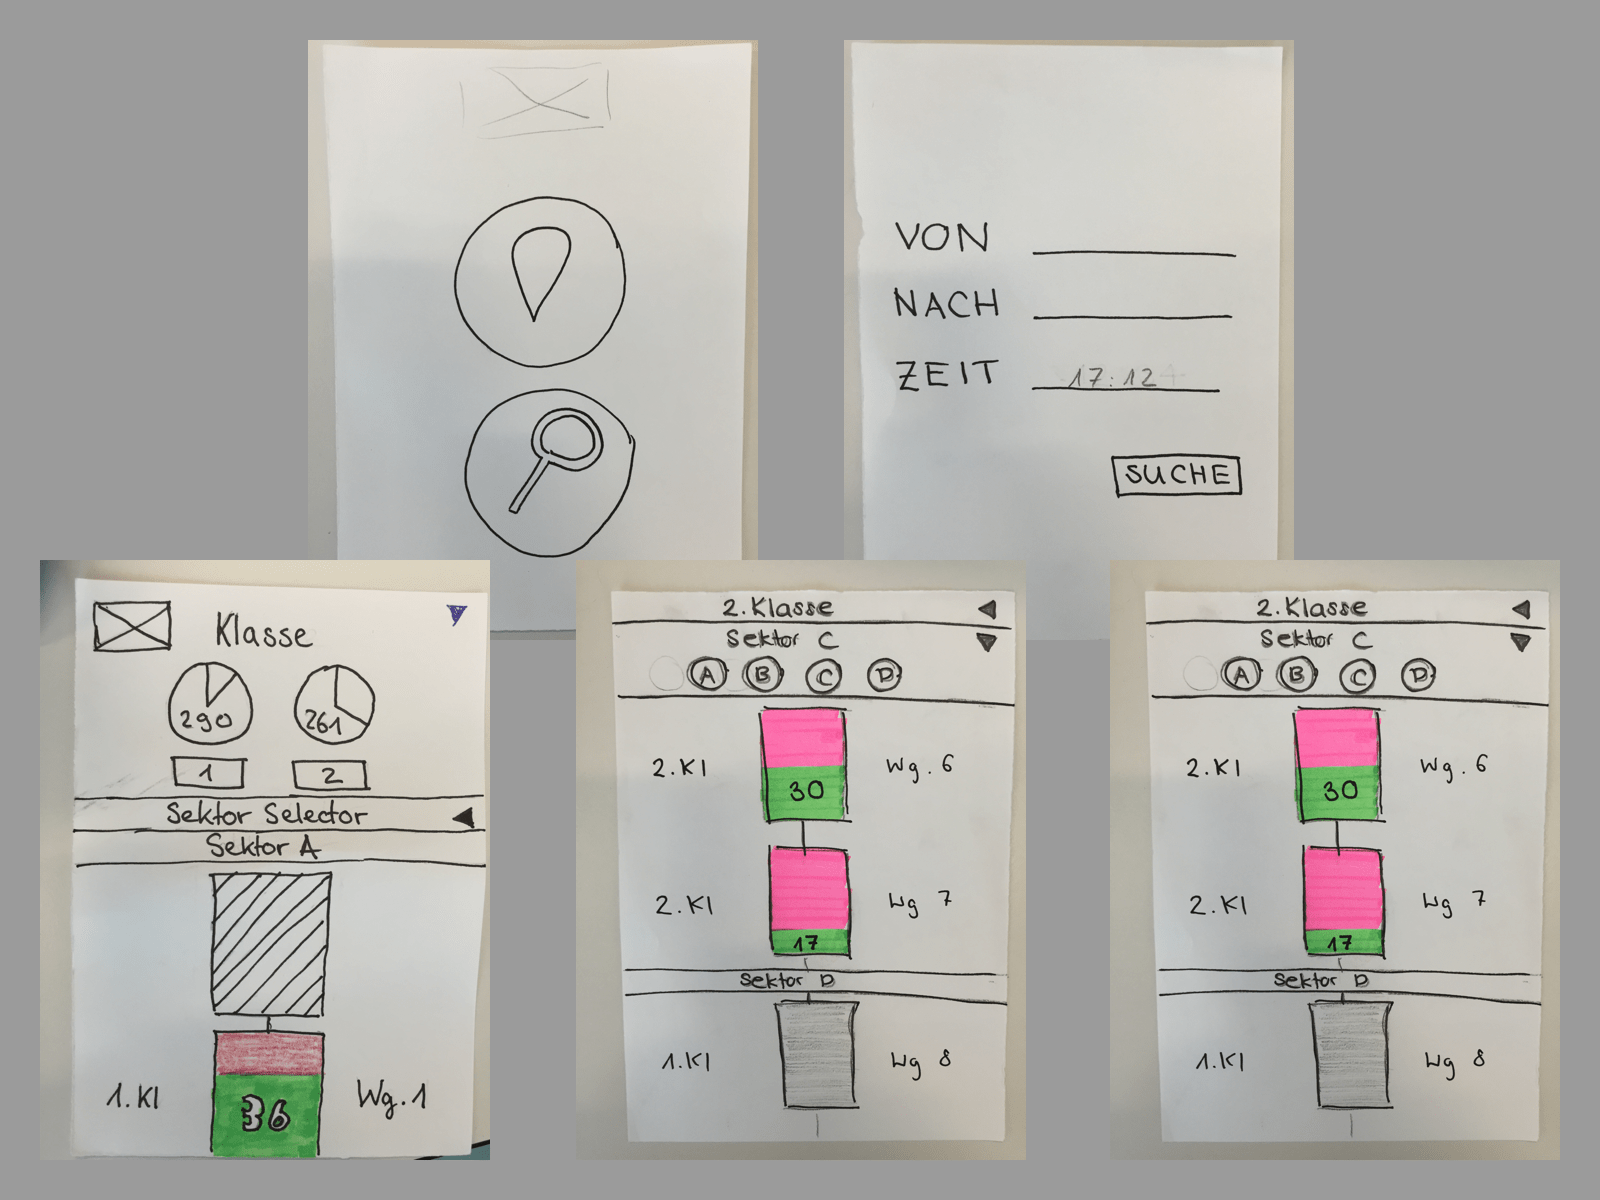 VON
NACH
ZEIT 17:12
SUCHE
Klasse
290 261
1 2
Sektor Selector
Sektor A
1.Kl 36 Wg.1
2.Klasse
Sektor C
A B C D
2.Kl 30 Wg.6
2.Kl 17 Wg 7
Sektor D
1.Kl Wg 8
2.Klasse
Sektor C
A B C D
2.Kl 30 Wg.6
2.Kl 17 Wg 7
Sektor D
1.Kl Wg 8